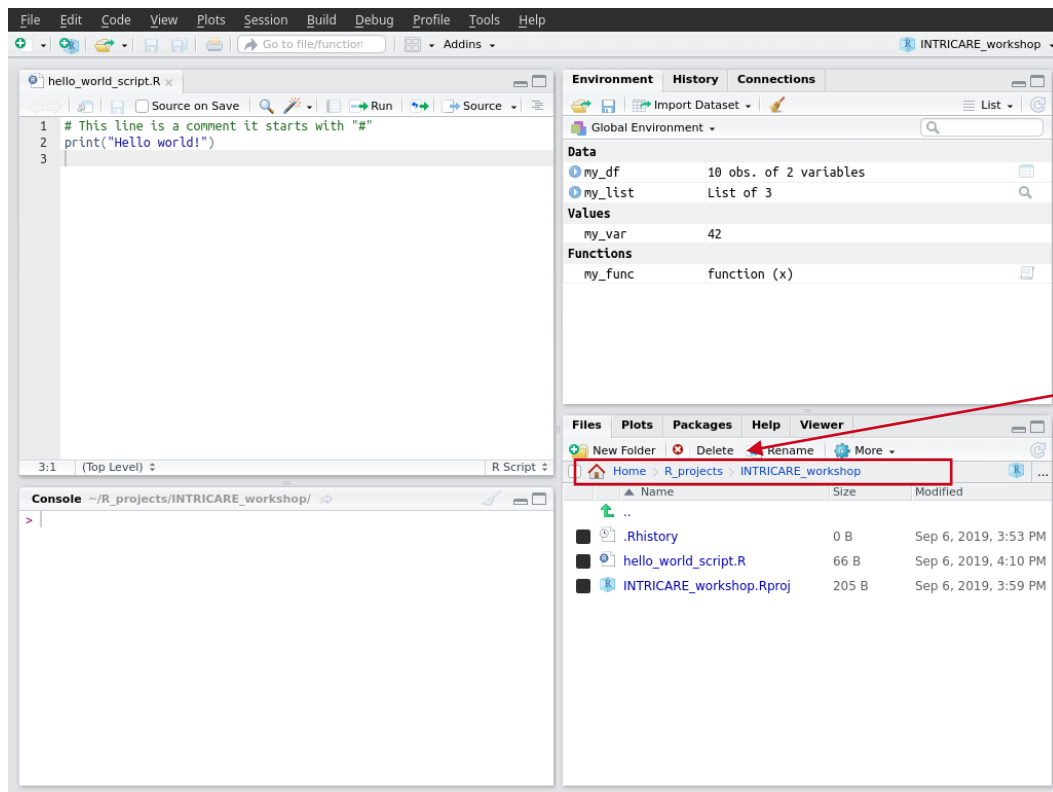 File Edit Code View Plots Session Build Debug Profile Tools Help
Go to file/function Addins INTRICARE_workshop
hello_world_script.R
Source on Save Run Source
1 # This line is a comment it starts with "#"
2 print("Hello world!")
3
3:1 (Top Level) R Script
Console ~/R_projects/INTRICARE_workshop/
>
Environment History Connections
Import Dataset List
Global Environment
Data
my_df 10 obs. of 2 variables
my_list List of 3
Values
my_var 42
Functions
my_func function (x)
Files Plots Packages Help Viewer
New Folder Delete Rename More
Home R_projects INTRICARE_workshop ...
Name Size Modified
..
.Rhistory 0 B Sep 6, 2019, 3:53 PM
hello_world_script.R 66 B Sep 6, 2019, 4:10 PM
INTRICARE_workshop.Rproj 205 B Sep 6, 2019, 3:59 PM